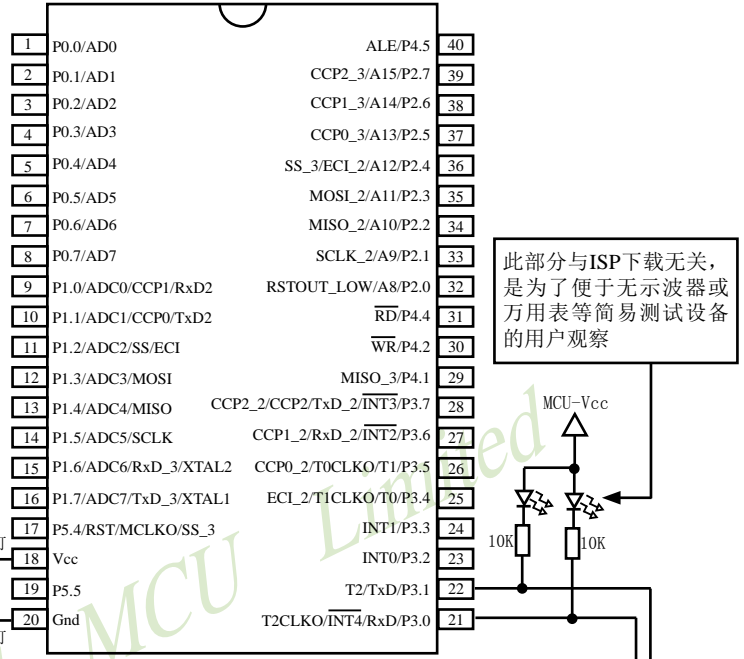 1 P0.0/AD0 ALE/P4.5 40
2 P0.1/AD1 CCP2_3/A15/P2.7 39
3 P0.2/AD2 CCP1_3/A14/P2.6 38
4 P0.3/AD3 CCP0_3/A13/P2.5 37
5 P0.4/AD4 SS_3/ECI_2/A12/P2.4 36
6 P0.5/AD5 MOSI_2/A11/P2.3 35
7 P0.6/AD6 MISO_2/A10/P2.2 34
8 P0.7/AD7 SCLK_2/A9/P2.1 33
9 P1.0/ADC0/CCP1/RxD2 RSTOUT_LOW/A8/P2.0 32
10 P1.1/ADC1/CCP0/TxD2 RD/P4.4 31
11 P1.2/ADC2/SS/ECI WR/P4.2 30
12 P1.3/ADC3/MOSI MISO_3/P4.1 29
13 P1.4/ADC4/MISO CCP2_2/CCP2/TxD_2/INT3/P3.7 28
14 P1.5/ADC5/SCLK CCP1_2/RxD_2/INT2/P3.6 27
15 P1.6/ADC6/RxD_3/XTAL2 CCP0_2/T0CLKO/T1/P3.5 26
16 P1.7/ADC7/TxD_3/XTAL1 ECI_2/T1CLKO/T0/P3.4 25
17 P5.4/RST/MCLKO/SS_3 INT1/P3.3 24
18 Vcc INT0/P3.2 23
19 P5.5 T2/TxD/P3.1 22
20 Gnd T2CLKO/INT4/RxD/P3.0 21
此部分与ISP下载无关，
是为了便于无示波器或
万用表等简易测试设备
的用户观察
MCU-Vcc
10K 10K
MCU Limited